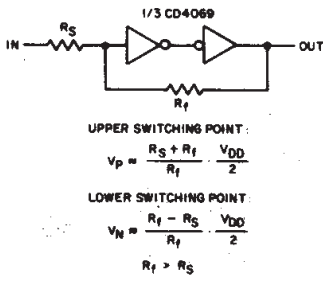 1/3 CD4069
IN
RS
OUT
Rf
UPPER SWITCHING POINT:
VP ≈ RS + Rf / Rf · VDD / 2
LOWER SWITCHING POINT:
VN ≈ Rf - RS / Rf · VDD / 2
Rf > RS